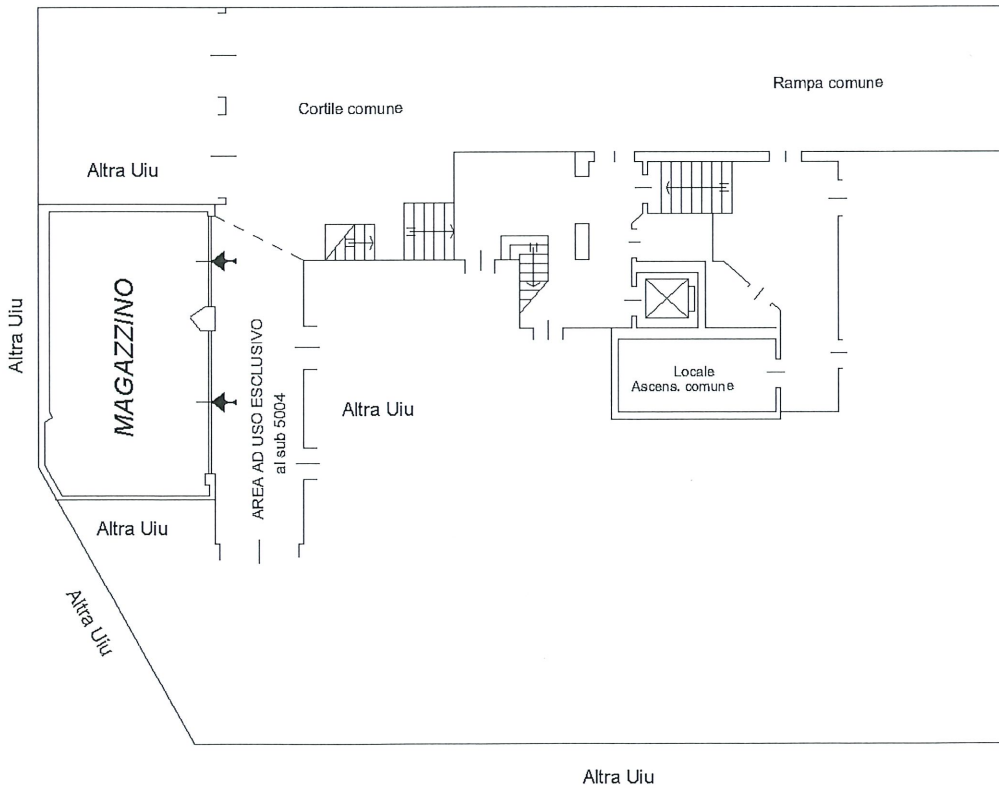 Rampa comune
Cortile comune
Altra Uiu
Altra Uiu
MAGAZZINO
AREA AD USO ESCLUSIVO
al sub 5004
Altra Uiu
Locale
Ascens. comune
Altra Uiu
Altra Uiu
Altra Uiu